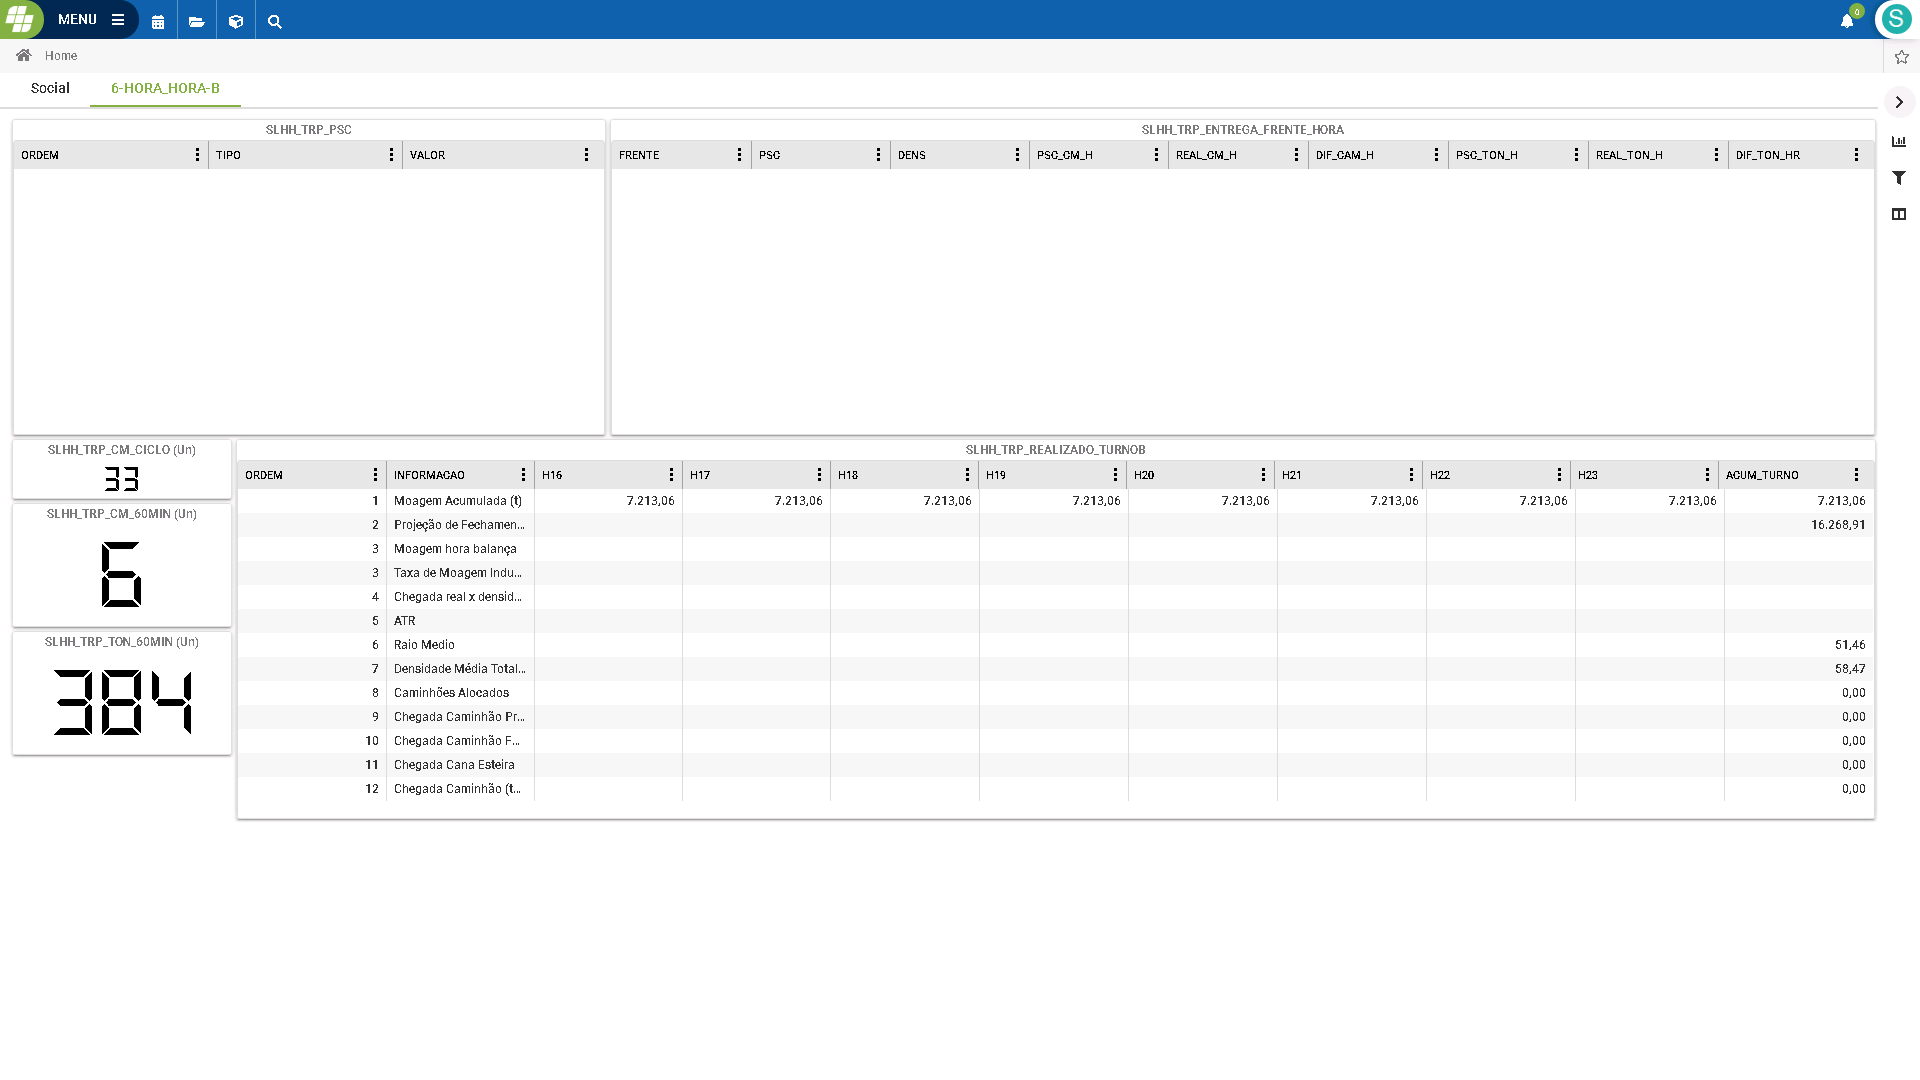 MENU
0
S
Home
Social 6-HORA_HORA-B
SLHH_TRP_PSC
ORDEM TIPO VALOR
SLHH_TRP_ENTREGA_FRENTE_HORA
FRENTE PSC DENS PSC_CM_H REAL_CM_H DIF_CAM_H PSC_TON_H REAL_TON_H DIF_TON_HR
SLHH_TRP_CM_CICLO (Un)
33
SLHH_TRP_CM_60MIN (Un)
6
SLHH_TRP_TON_60MIN (Un)
384
SLHH_TRP_REALIZADO_TURNOB
ORDEM INFORMACAO H16 H17 H18 H19 H20 H21 H22 H23 ACUM_TURNO
1 Moagem Acumulada (t) 7.213,06 7.213,06 7.213,06 7.213,06 7.213,06 7.213,06 7.213,06 7.213,06 7.213,06
2 Projeção de Fechamen... 16.268,91
3 Moagem hora balança
3 Taxa de Moagem Indu...
4 Chegada real x densid...
5 ATR
6 Raio Medio 51,46
7 Densidade Média Total... 58,47
8 Caminhões Alocados 0,00
9 Chegada Caminhão Pr... 0,00
10 Chegada Caminhão F... 0,00
11 Chegada Cana Esteira 0,00
12 Chegada Caminhão (t... 0,00